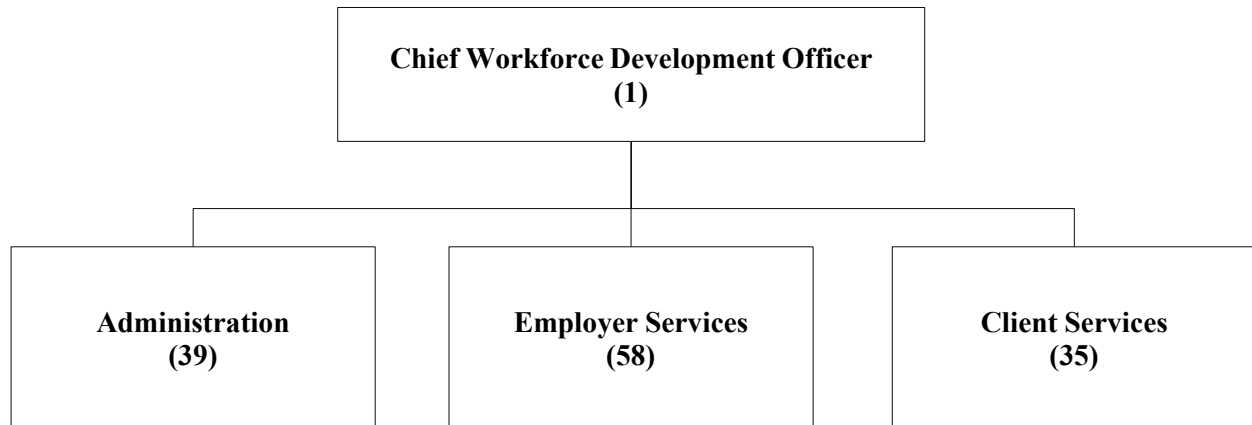 Chief Workforce Development Officer
(1)
Administration
(39)
Employer Services
(58)
Client Services
(35)